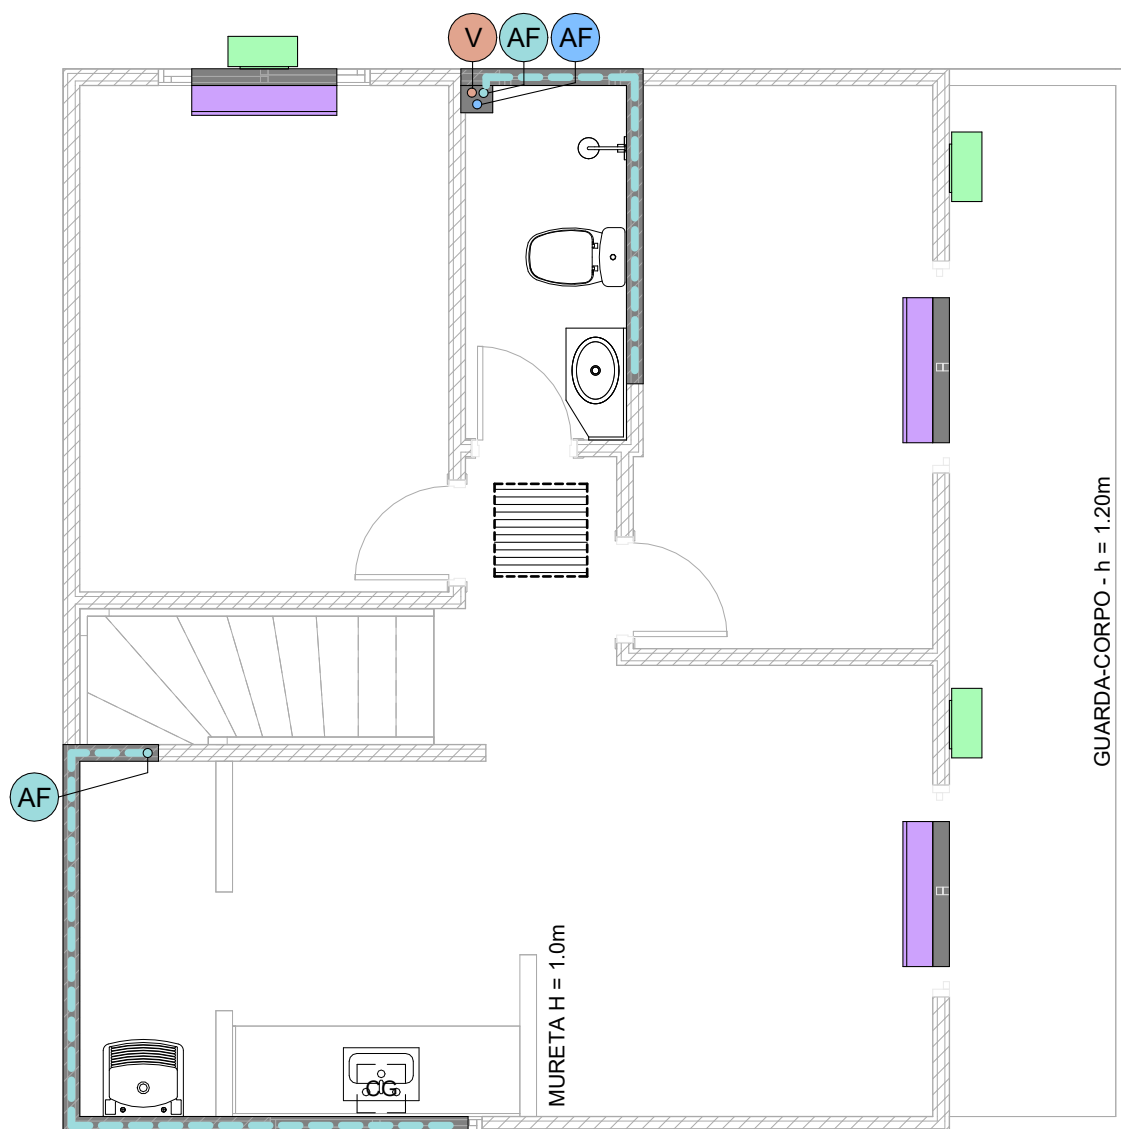 V AF AF
GUARDA-CORPO - h = 1.20m
AF
MURETA H = 1.0m